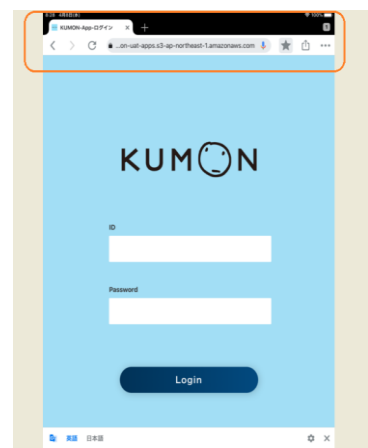 KUMON-App-ログイン
100%
...on-uat-apps.s3-ap-northeast-1.amazonaws.com
KUMON
ID
Password
Login
英語 日本語